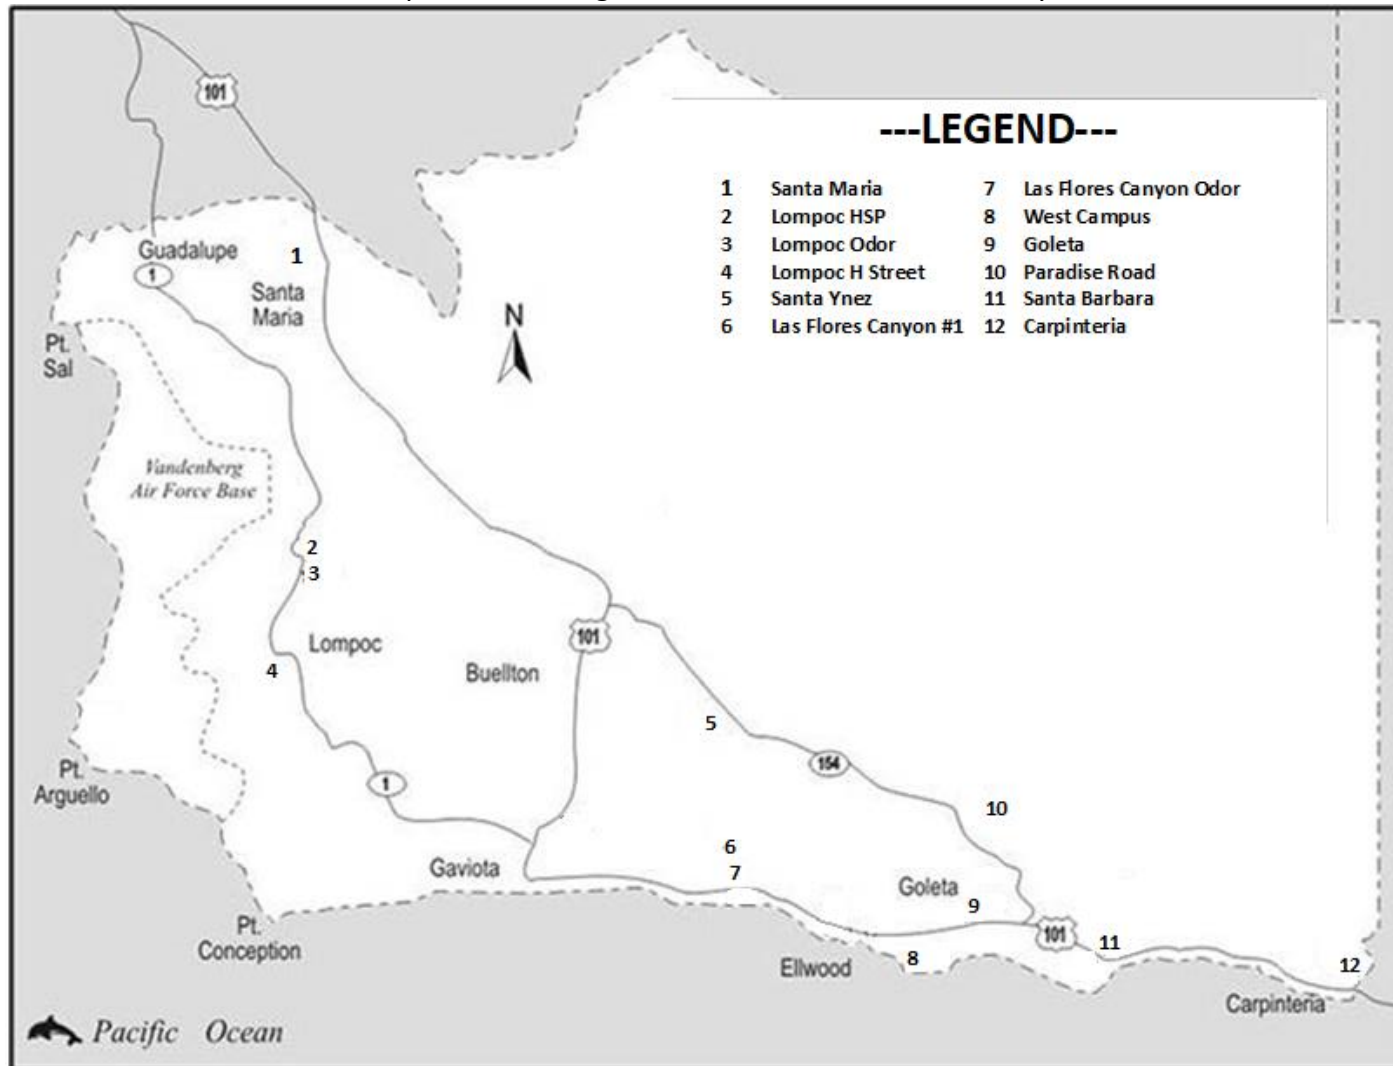 101
---LEGEND---
1 Santa Maria 7 Las Flores Canyon Odor
2 Lompoc HSP 8 West Campus
3 Lompoc Odor 9 Goleta
4 Lompoc H Street 10 Paradise Road
5 Santa Ynez 11 Santa Barbara
6 Las Flores Canyon #1 12 Carpinteria
Guadalupe
1
1
Santa
Maria
N
Pt.
Sal
Vandenberg
Air Force Base
2
3
101
Lompoc
4
Buellton
5
154
Pt.
Arguello
1
10
6
Gaviota
7
Goleta
9
Pt.
Conception
101
11
Ellwood
8
12
Carpinteria
Pacific Ocean